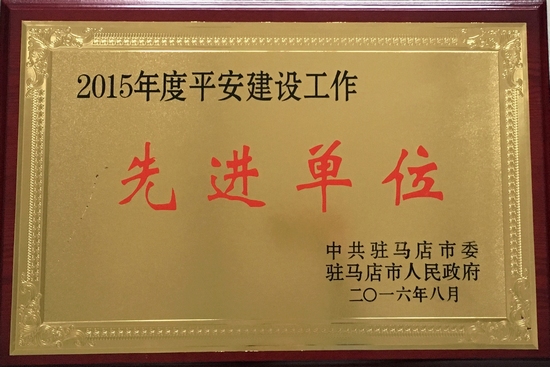 2015年度平安建设工作
先进单位
中共驻马店市委
驻马店市人民政府
二〇一六年八月